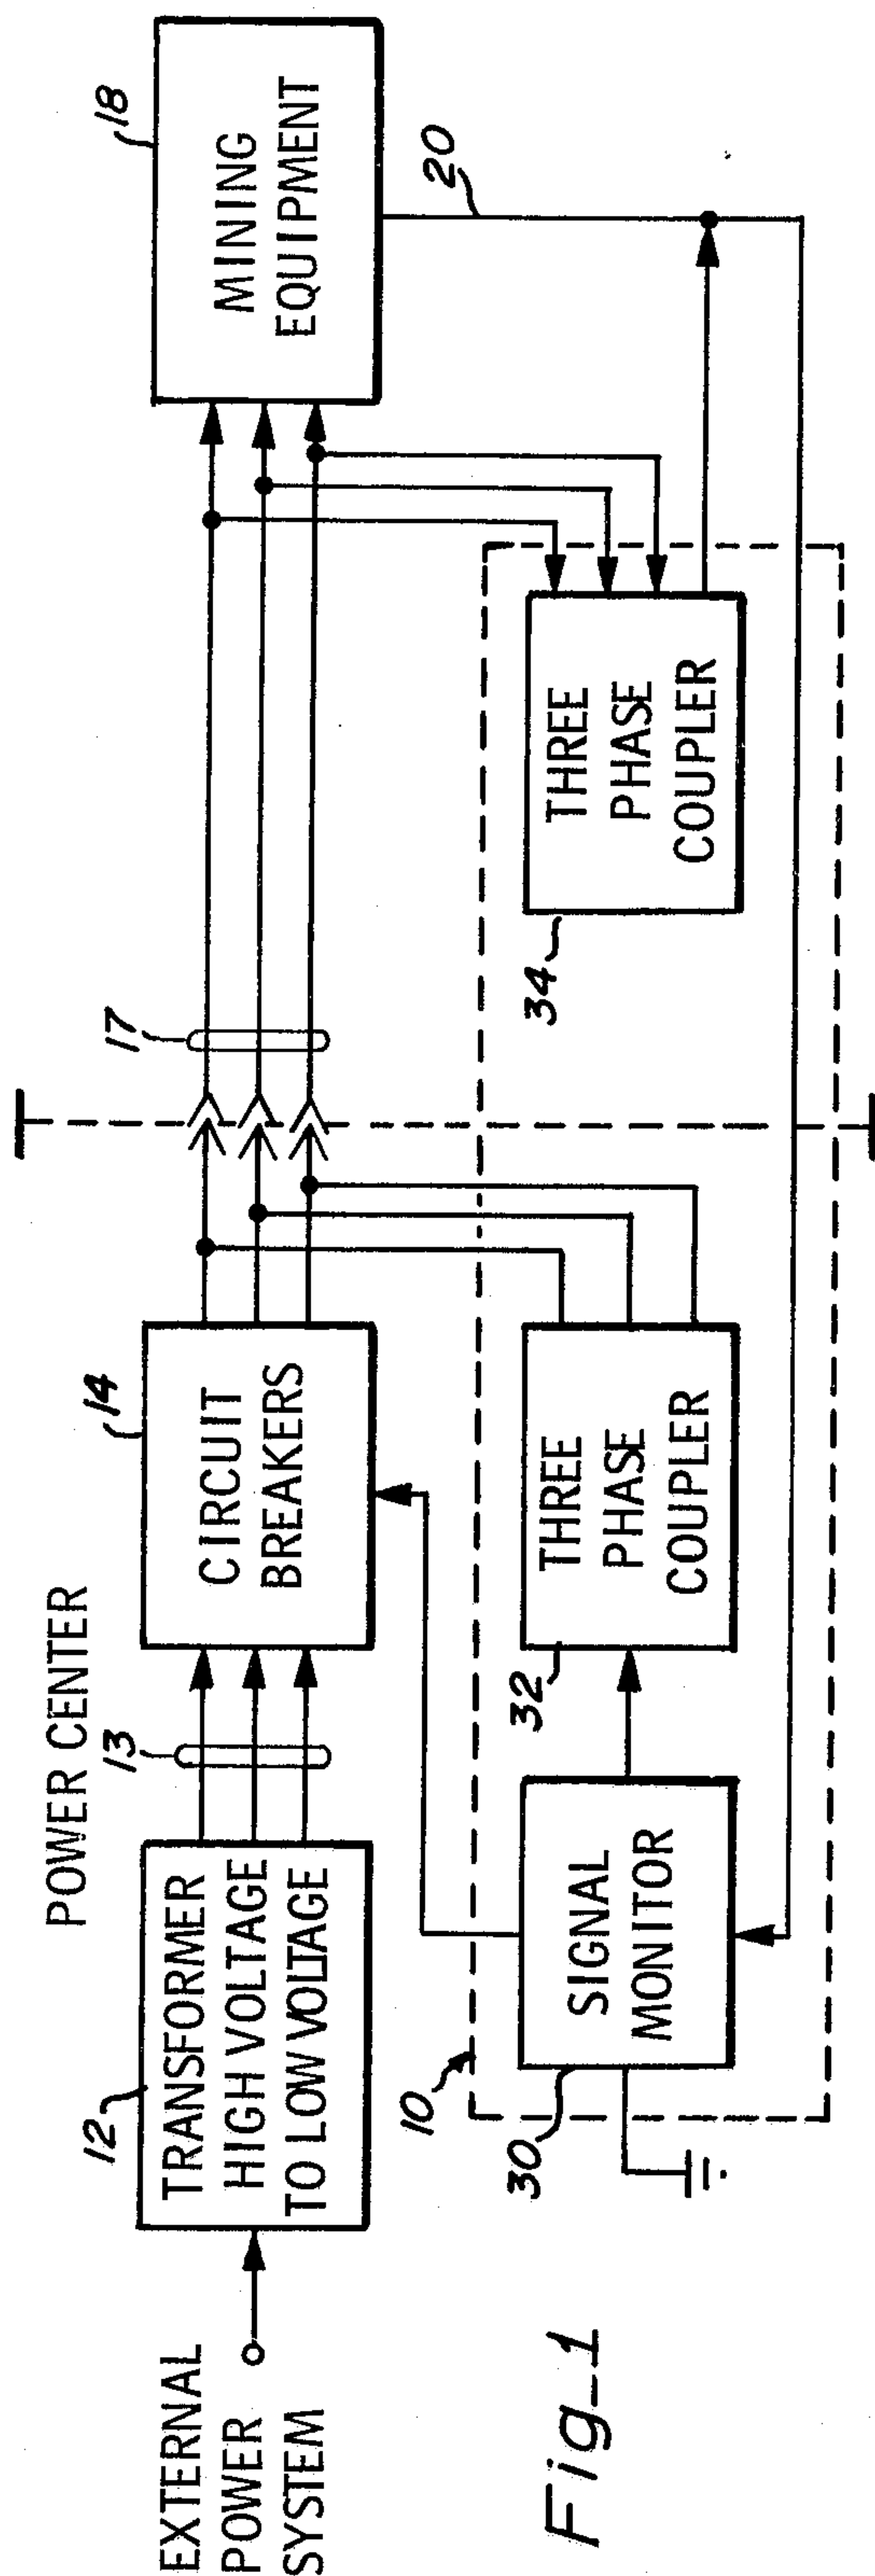 POWER CENTER
EXTERNAL
POWER
SYSTEM
12
TRANSFORMER
HIGH VOLTAGE
TO LOW VOLTAGE
13
14
CIRCUIT
BREAKERS
17
18
MINING
EQUIPMENT
20
10
30
SIGNAL
MONITOR
32
THREE
PHASE
COUPLER
34
THREE
PHASE
COUPLER
Fig_1